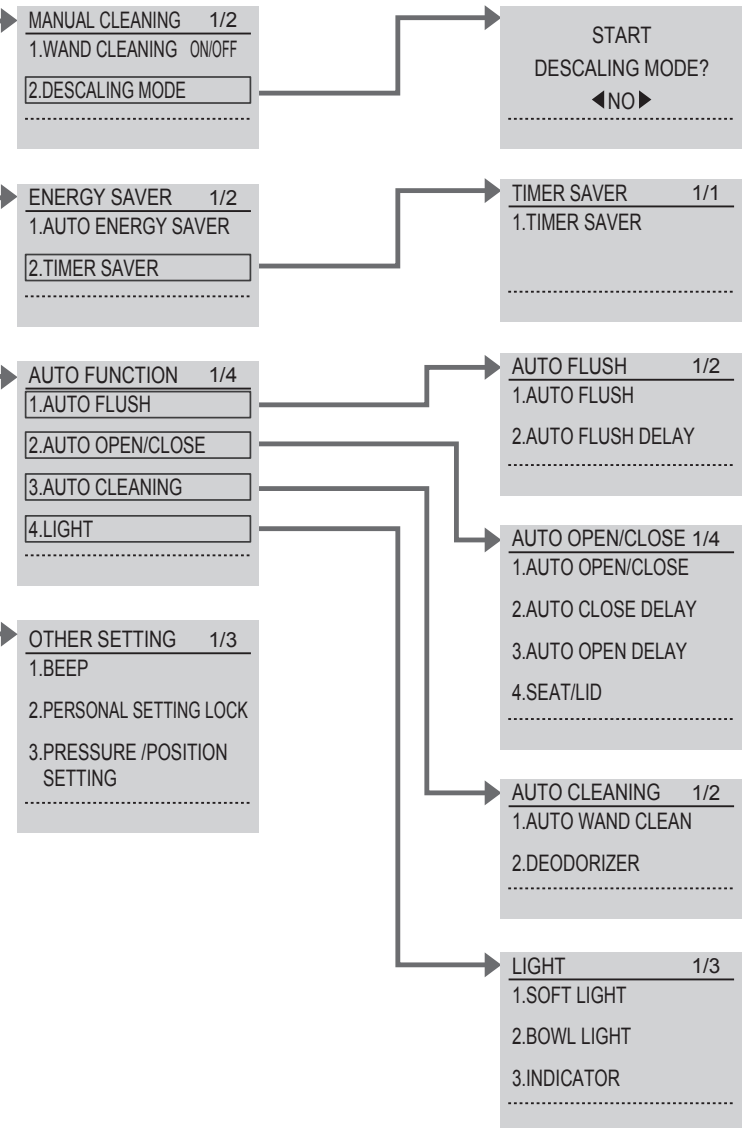 MANUAL CLEANING 1/2
1.WAND CLEANING ON/OFF
2.DESCALING MODE
START
DESCALING MODE?
◀NO▶
ENERGY SAVER 1/2
1.AUTO ENERGY SAVER
2.TIMER SAVER
TIMER SAVER 1/1
1.TIMER SAVER
AUTO FUNCTION 1/4
1.AUTO FLUSH
2.AUTO OPEN/CLOSE
3.AUTO CLEANING
4.LIGHT
AUTO FLUSH 1/2
1.AUTO FLUSH
2.AUTO FLUSH DELAY
AUTO OPEN/CLOSE 1/4
1.AUTO OPEN/CLOSE
2.AUTO CLOSE DELAY
3.AUTO OPEN DELAY
4.SEAT/LID
OTHER SETTING 1/3
1.BEEP
2.PERSONAL SETTING LOCK
3.PRESSURE /POSITION
SETTING
AUTO CLEANING 1/2
1.AUTO WAND CLEAN
2.DEODORIZER
LIGHT 1/3
1.SOFT LIGHT
2.BOWL LIGHT
3.INDICATOR